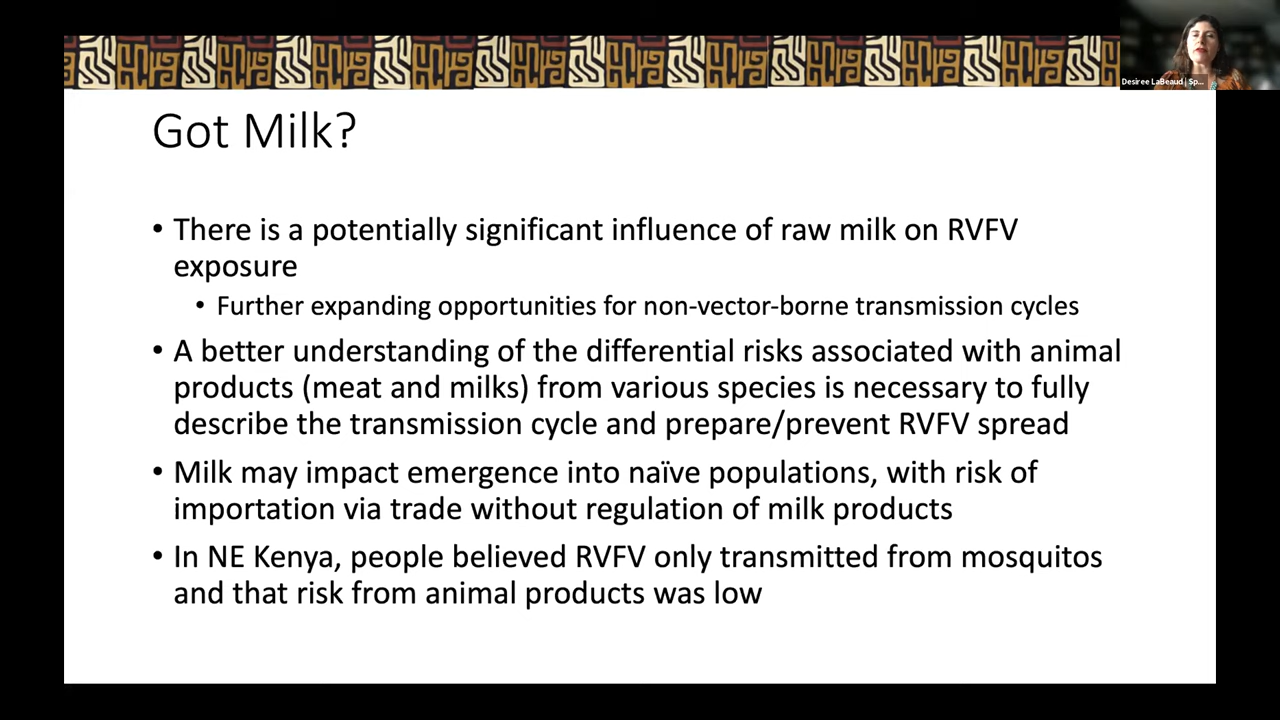 Desiree LaBeaud | Sp...
Got Milk?
• There is a potentially significant influence of raw milk on RVFV
exposure
• Further expanding opportunities for non-vector-borne transmission cycles
• A better understanding of the differential risks associated with animal
products (meat and milks) from various species is necessary to fully
describe the transmission cycle and prepare/prevent RVFV spread
• Milk may impact emergence into naïve populations, with risk of
importation via trade without regulation of milk products
• In NE Kenya, people believed RVFV only transmitted from mosquitos
and that risk from animal products was low